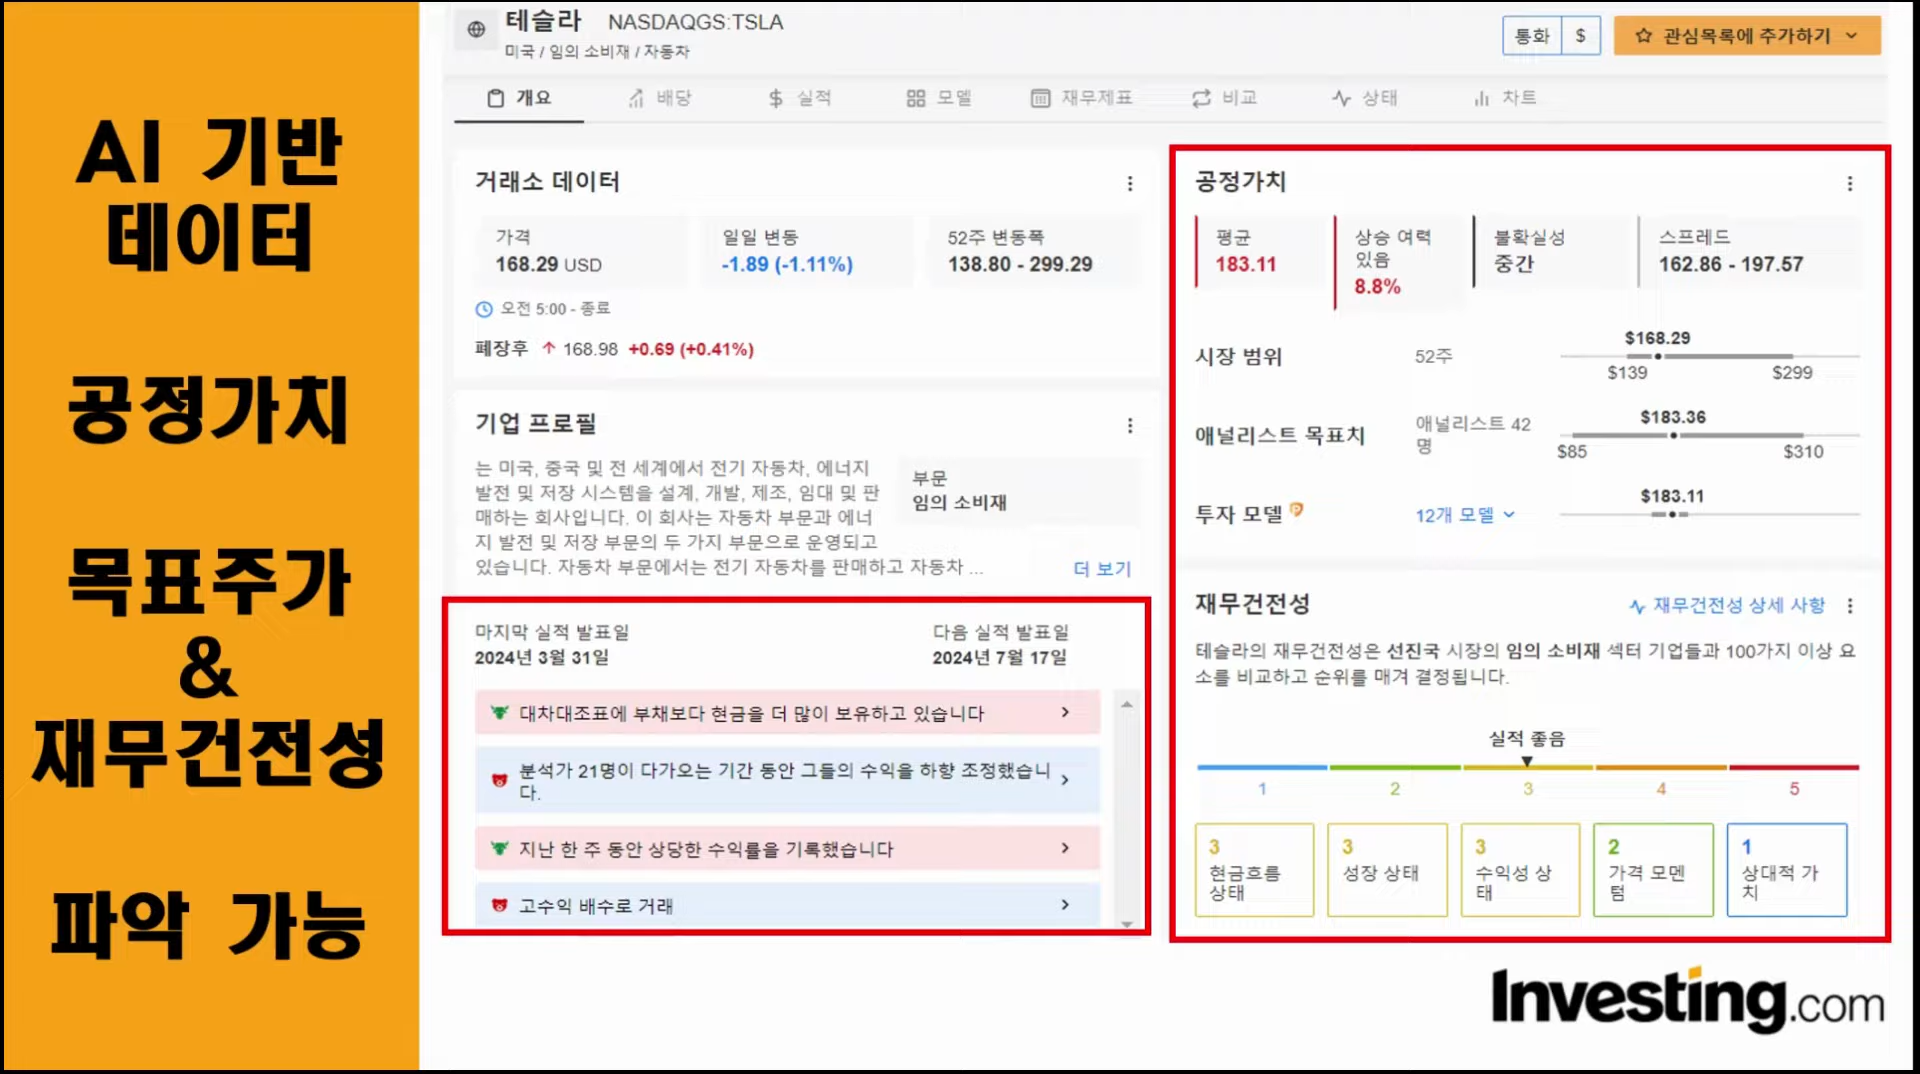 AI 기반
데이터
공정가치
목표주가
&
재무건전성
파악 가능
테슬라 NASDAQGS:TSLA
미국 / 임의 소비재 / 자동차
통화 $
관심목록에 추가하기
개요 배당 실적 모델 재무제표 비교 상태 차트
거래소 데이터
가격
168.29 USD
일일 변동
-1.89 (-1.11%)
52주 변동폭
138.80 - 299.29
오전 5:00 - 종료
폐장후 168.98 +0.69 (+0.41%)
기업 프로필
는 미국, 중국 및 전 세계에서 전기 자동차, 에너지
발전 및 저장 시스템을 설계, 개발, 제조, 임대 및 판
매하는 회사입니다. 이 회사는 자동차 부문과 에너
지 발전 및 저장 부문의 두 가지 부문으로 운영되고
있습니다. 자동차 부문에서는 전기 자동차를 판매하고 자동차 ...
부문
임의 소비재
더 보기
마지막 실적 발표일
2024년 3월 31일
다음 실적 발표일
2024년 7월 17일
대차대조표에 부채보다 현금을 더 많이 보유하고 있습니다
분석가 21명이 다가오는 기간 동안 그들의 수익을 하향 조정했습니
다.
지난 한 주 동안 상당한 수익률을 기록했습니다
고수익 배수로 거래
공정가치
평균
183.11
상승 여력
있음
8.8%
불확실성
중간
스프레드
162.86 - 197.57
시장 범위
52주
$168.29
$139 $299
애널리스트 목표치
애널리스트 42
명
$183.36
$85 $310
투자 모델
12개 모델
$183.11
재무건전성
재무건전성 상세 사항
테슬라의 재무건전성은 선진국 시장의 임의 소비재 섹터 기업들과 100가지 이상 요
소를 비교하고 순위를 매겨 결정됩니다.
실적 좋음
1 2 3 4 5
3
현금흐름
상태
3
성장 상태
3
수익성 상
태
2
가격 모멘
텀
1
상대적 가
치
Investing.com